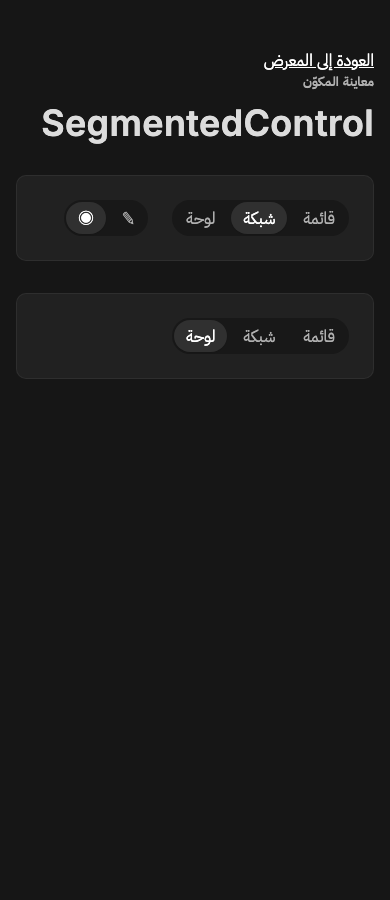 العودة إلى المعرض
معاينة المكوّن
SegmentedControl
قائمة شبكة لوحة ✎ ◉
قائمة شبكة لوحة